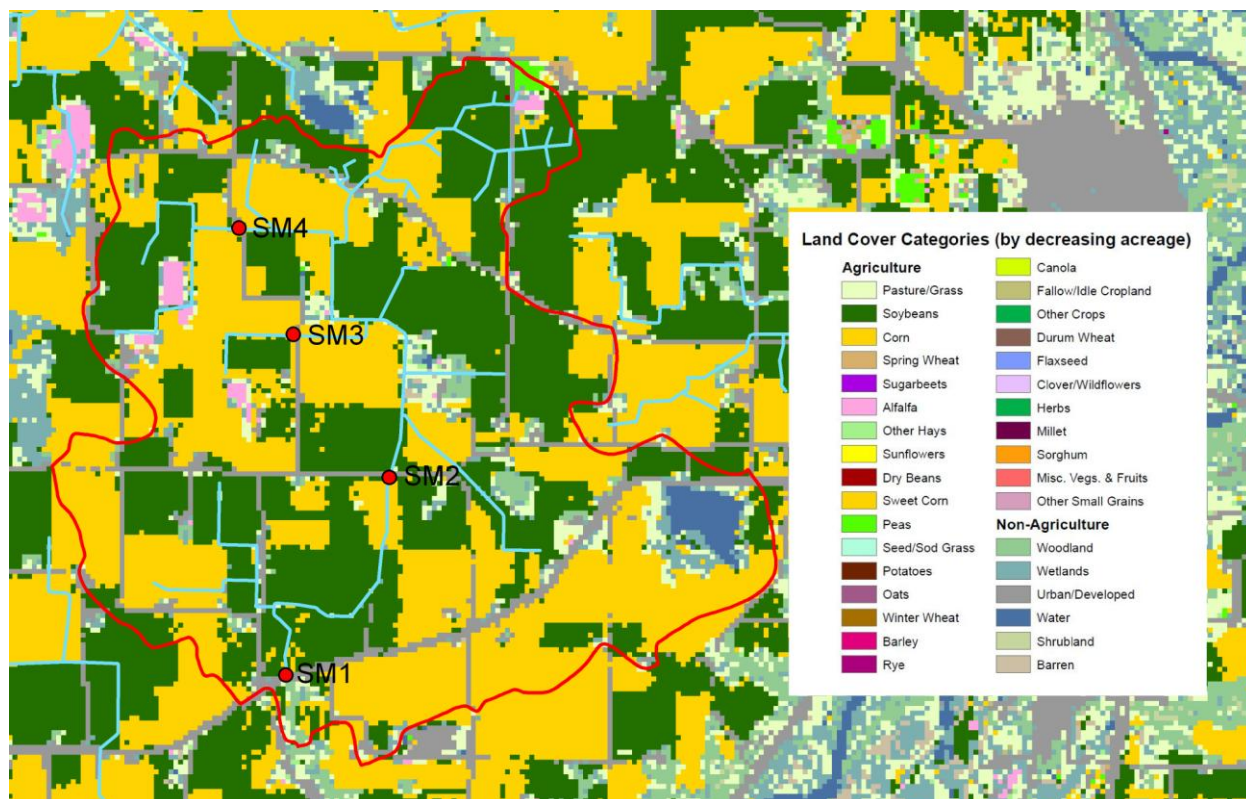 SM4
SM3
SM2
SM1
Land Cover Categories (by decreasing acreage)
Agriculture
Pasture/Grass
Soybeans
Corn
Spring Wheat
Sugarbeets
Alfalfa
Other Hays
Sunflowers
Dry Beans
Sweet Corn
Peas
Seed/Sod Grass
Potatoes
Oats
Winter Wheat
Barley
Rye
Canola
Fallow/Idle Cropland
Other Crops
Durum Wheat
Flaxseed
Clover/Wildflowers
Herbs
Millet
Sorghum
Misc. Vegs. & Fruits
Other Small Grains
Non-Agriculture
Woodland
Wetlands
Urban/Developed
Water
Shrubland
Barren